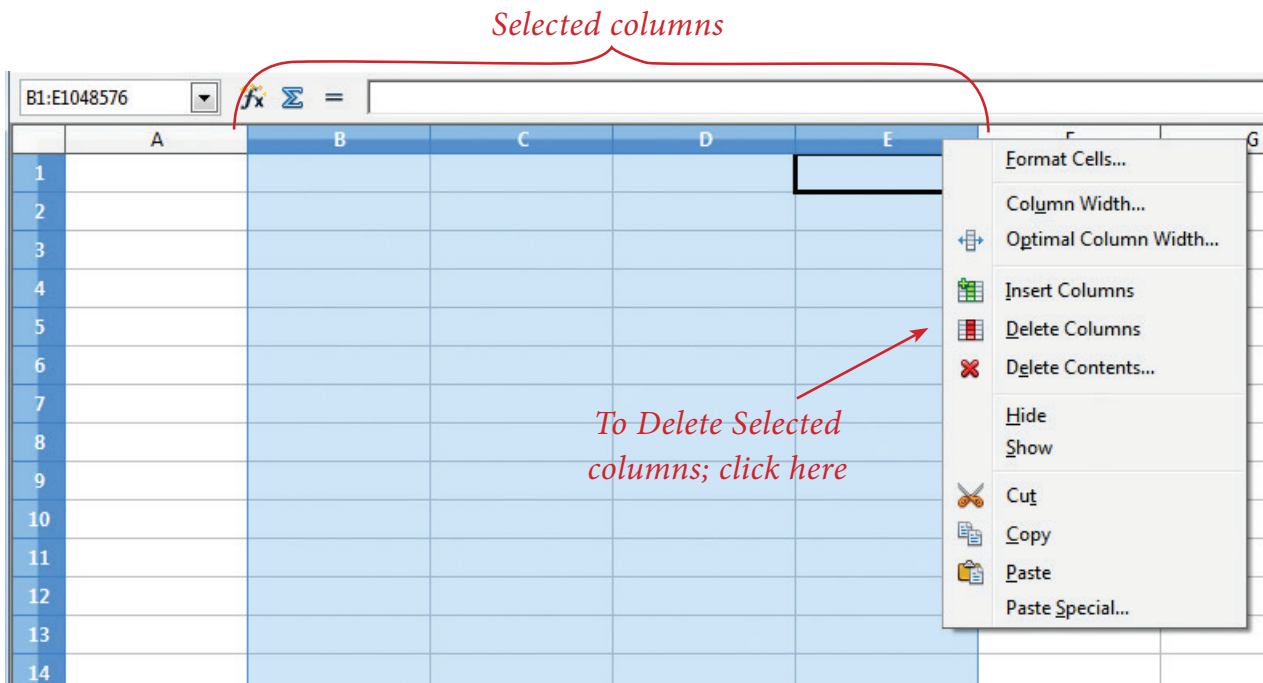 Selected columns
B1:E1048576
fx Σ =
A B C D E G
1
Format Cells...
2
Column Width...
3
Optimal Column Width...
4
Insert Columns
5
Delete Columns
6
Delete Contents...
7
Hide
To Delete Selected
columns; click here
8
Show
9
Cut
10
Copy
11
Paste
12
Paste Special...
13
14